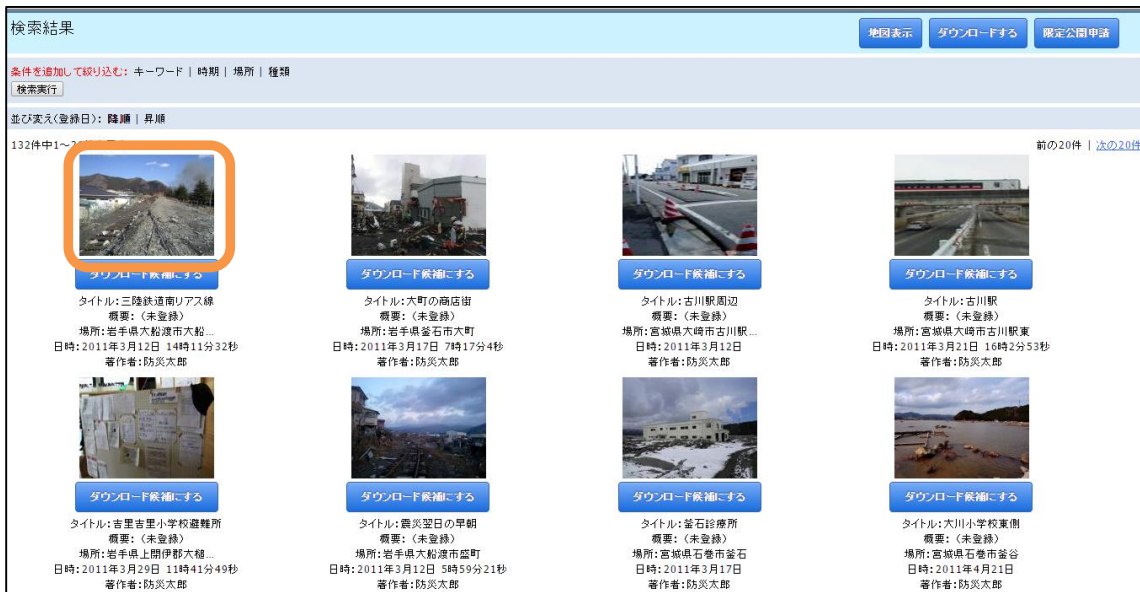 検索結果
地図表示 ダウンロードする 限定公開申請
条件を追加して絞り込む: キーワード | 時期 | 場所 | 種類
検索実行
並び変え(登録日): 降順 | 昇順
132件中1~
前の20件 | 次の20件
ダウンロード候補にする ダウンロード候補にする ダウンロード候補にする ダウンロード候補にする
タイトル:三陸鉄道南リアス線 タイトル:大町の商店街 タイトル:古川駅周辺 タイトル:古川駅
概要:(未登録) 概要:(未登録) 概要:(未登録) 概要:(未登録)
場所:岩手県大船渡市大船... 場所:岩手県釜石市大町 場所:宮城県大崎市古川駅... 場所:宮城県大崎市古川駅東
日時:2011年3月12日 14時11分32秒 日時:2011年3月17日 7時17分4秒 日時:2011年3月12日 日時:2011年3月21日 16時2分53秒
著作者:防災太郎 著作者:防災太郎 著作者:防災太郎 著作者:防災太郎
ダウンロード候補にする ダウンロード候補にする ダウンロード候補にする ダウンロード候補にする
タイトル:吉里吉里小学校避難所 タイトル:震災翌日の早朝 タイトル:釜石診療所 タイトル:大川小学校東側
概要:(未登録) 概要:(未登録) 概要:(未登録) 概要:(未登録)
場所:岩手県上閉伊郡大槌... 場所:岩手県大船渡市盛町 場所:宮城県石巻市釜石 場所:宮城県石巻市釜谷
日時:2011年3月29日 11時41分49秒 日時:2011年3月12日 5時59分21秒 日時:2011年3月17日 日時:2011年4月21日
著作者:防災太郎 著作者:防災太郎 著作者:防災太郎 著作者:防災太郎